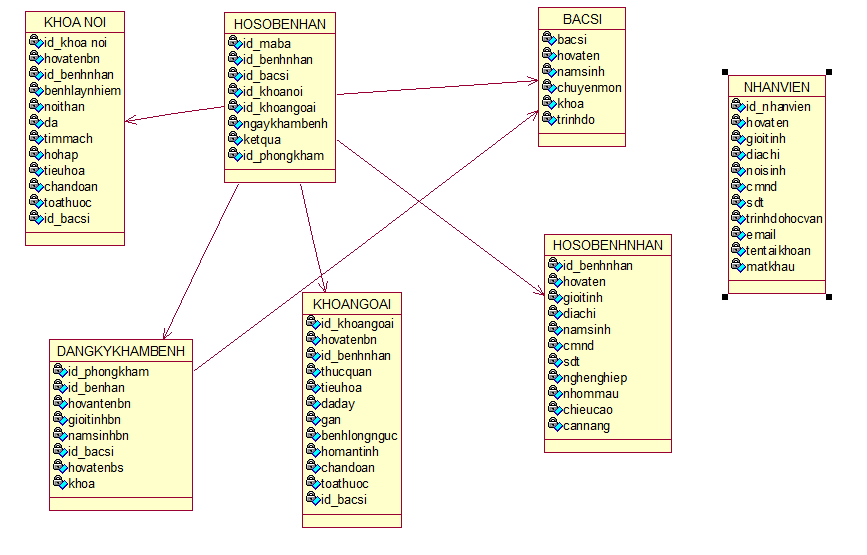 KHOA NOI
id_khoa noi
hovatenbn
id_benhnhan
benhlaynhiem
noithan
da
timmach
hohap
tieuhoa
chandoan
toathuoc
id_bacsi
HOSOBENHAN
id_maba
id_benhnhan
id_bacsi
id_khoanoi
id_khoangoai
ngaykhambenh
ketqua
id_phongkham
BACSI
bacsi
hovaten
namsinh
chuyenmon
khoa
trinhdo
NHANVIEN
id_nhanvien
hovaten
gioitinh
diachi
noisinh
cmnd
sdt
trinhdohocvan
email
tentaikhoan
matkhau
HOSOBENHNHAN
id_benhnhan
hovaten
gioitinh
diachi
namsinh
cmnd
sdt
nghenghiep
nhommau
chieucao
cannang
KHOANGOAI
id_khoangoai
hovatenbn
id_benhnhan
thucquan
tieuhoa
daday
gan
benhlongnguc
homantinh
chandoan
toathuoc
id_bacsi
DANGKYKHAMBENH
id_phongkham
id_benhan
hovantenbn
gioitinhbn
namsinhbn
id_bacsi
hovatenbs
khoa